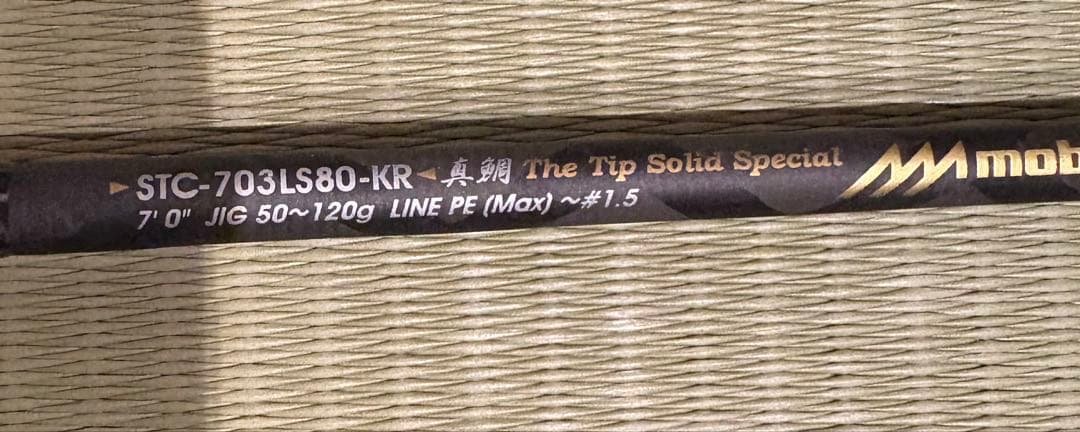 ▶STC-703LS80-KR◀真鯛 The Tip Solid Special mob
7'0" JIG 50~120g LINE PE (Max) ~#1.5